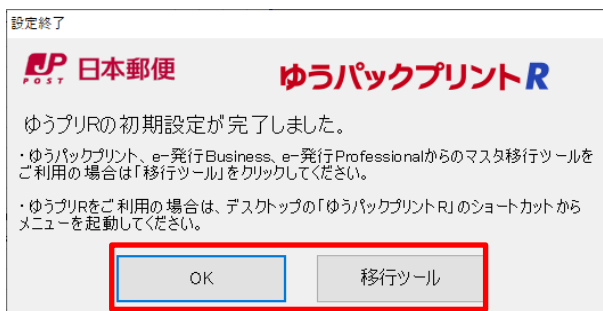 設定終了
JP POST 日本郵便 ゆうパックプリントR
ゆうプリRの初期設定が完了しました。
・ゆうパックプリント、e-発行Business、e-発行Professionalからのマスタ移行ツールを
ご利用の場合は「移行ツール」をクリックしてください。
・ゆうプリRをご利用の場合は、デスクトップの「ゆうパックプリントR」のショートカットから
メニューを起動してください。
OK 移行ツール